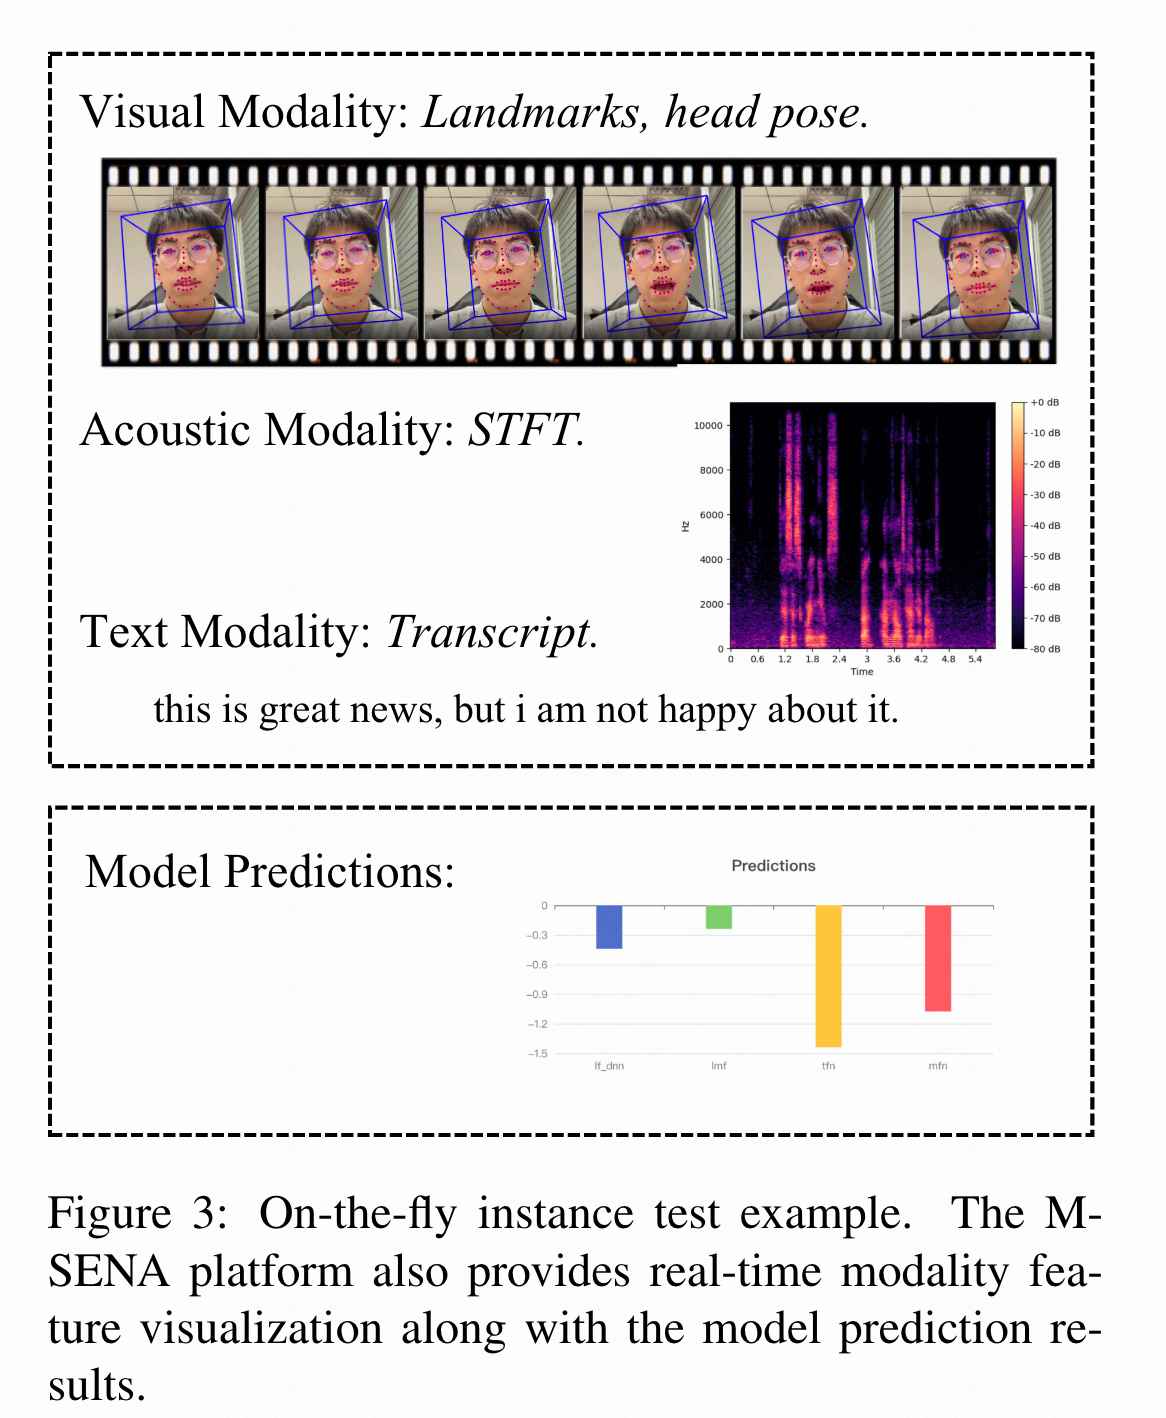 Visual Modality: Landmarks, head pose.
Acoustic Modality: STFT.
10000
8000
6000
4000
2000
0
Hz
0 0.6 1.2 1.8 2.4 3 3.6 4.2 4.8 5.4
Time
+0 dB
-10 dB
-20 dB
-30 dB
-40 dB
-50 dB
-60 dB
-70 dB
-80 dB
Text Modality: Transcript.
this is great news, but i am not happy about it.
Model Predictions:
Predictions
0
−0.3
−0.6
−0.9
−1.2
−1.5
lf_dnn lmf tfn mfn
Figure 3: On-the-fly instance test example. The M-
SENA platform also provides real-time modality fea-
ture visualization along with the model prediction re-
sults.